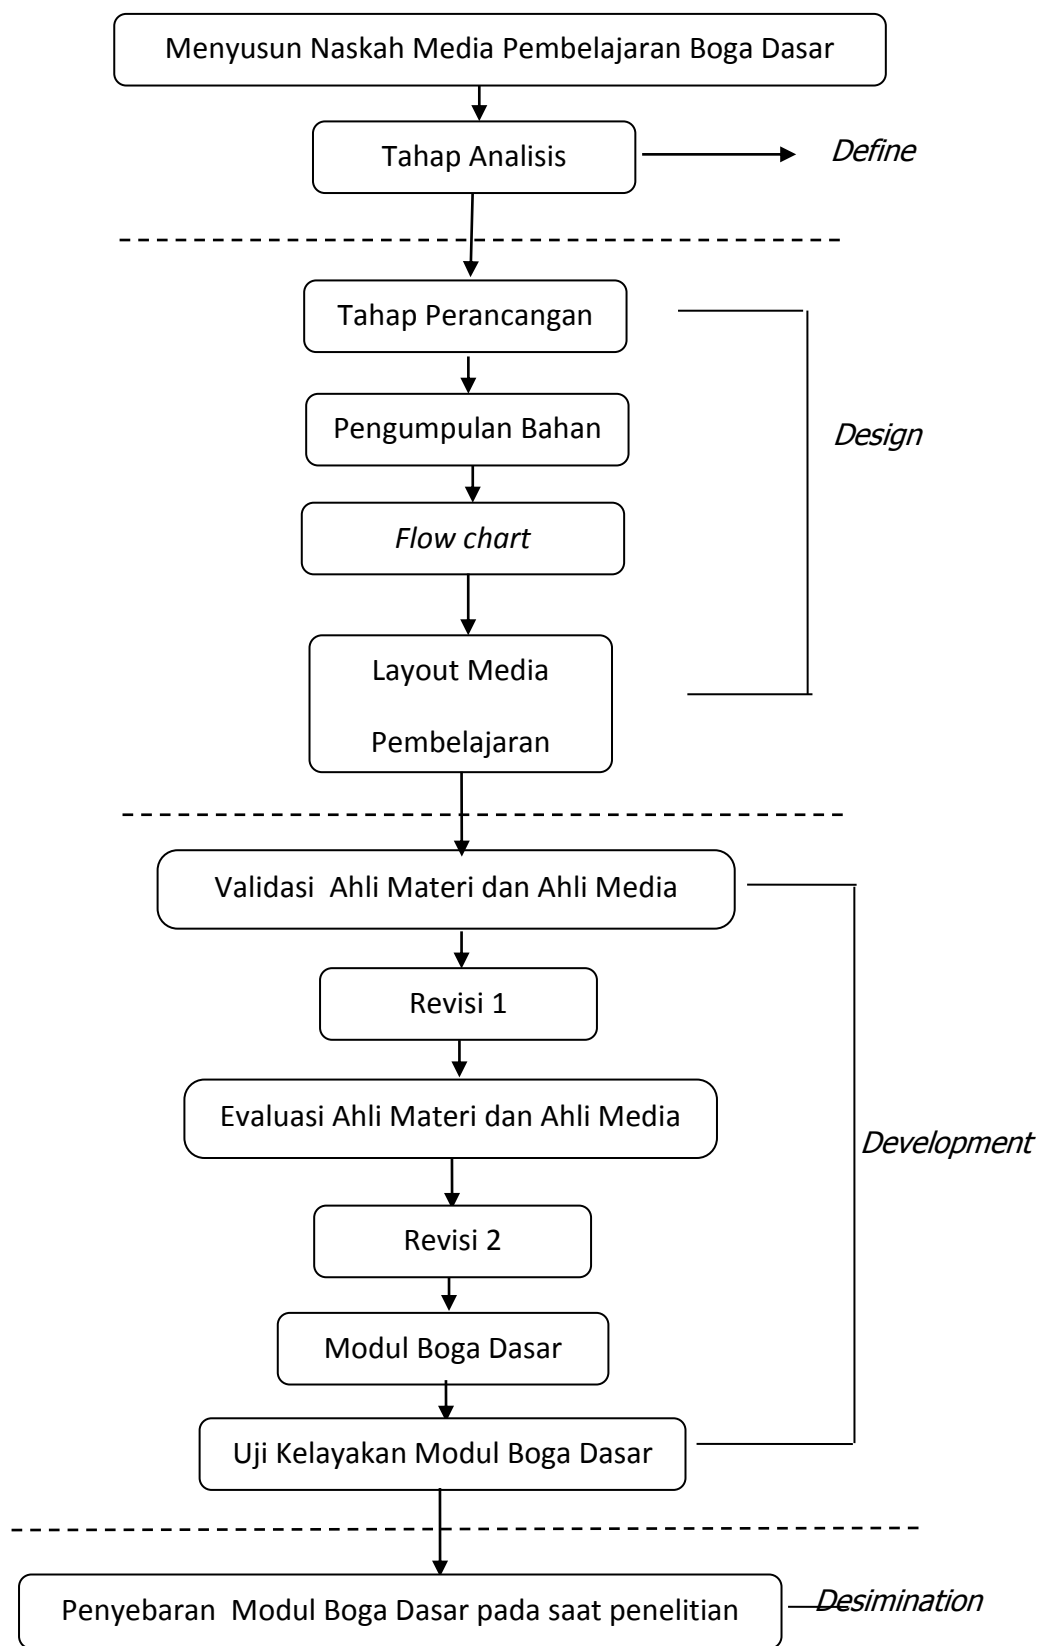 Menyusun Naskah Media Pembelajaran Boga Dasar
Tahap Analisis
Define
Tahap Perancangan
Pengumpulan Bahan
Design
Flow chart
Layout Media
Pembelajaran
Validasi Ahli Materi dan Ahli Media
Revisi 1
Evaluasi Ahli Materi dan Ahli Media
Development
Revisi 2
Modul Boga Dasar
Uji Kelayakan Modul Boga Dasar
Penyebaran Modul Boga Dasar pada saat penelitian
Desimination